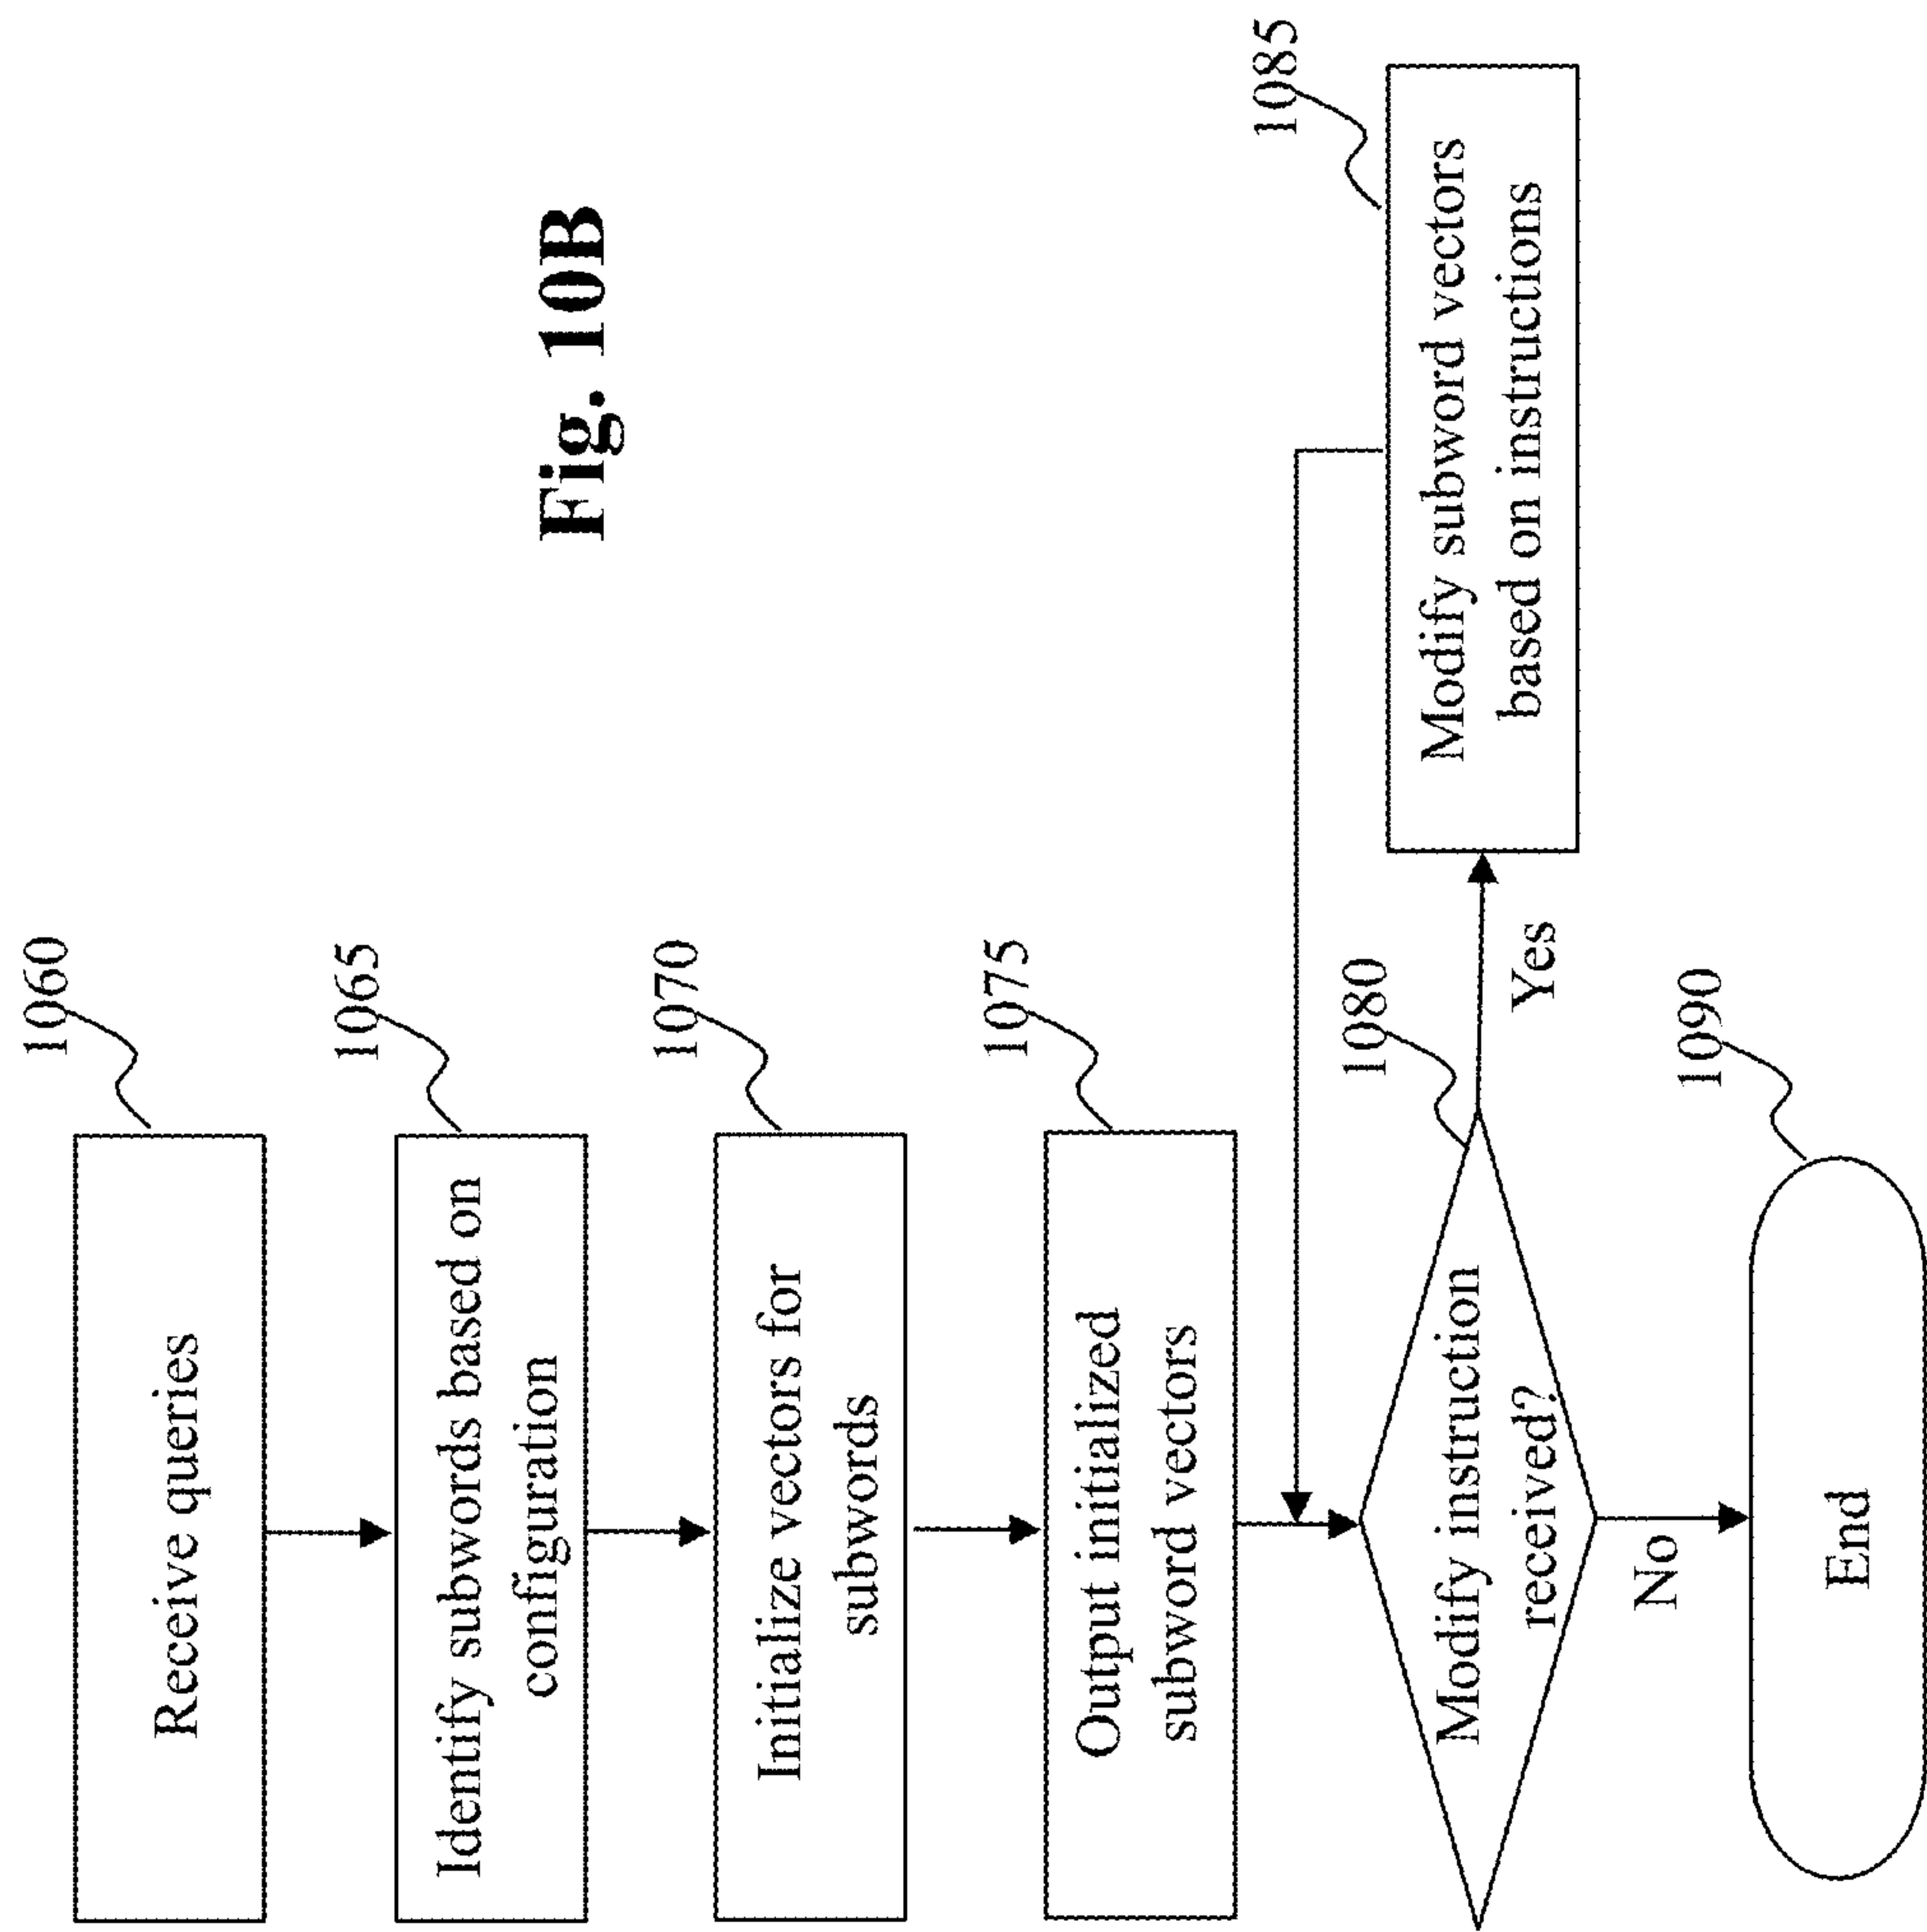 1060
Receive queries
1065
Identify subwords based on
configuration
1070
Initialize vectors for
subwords
1075
Output initialized
subword vectors
1080
Modify instruction
received?
Yes
1085
Modify subword vectors
based on instructions
No
1090
End
Fig. 10B